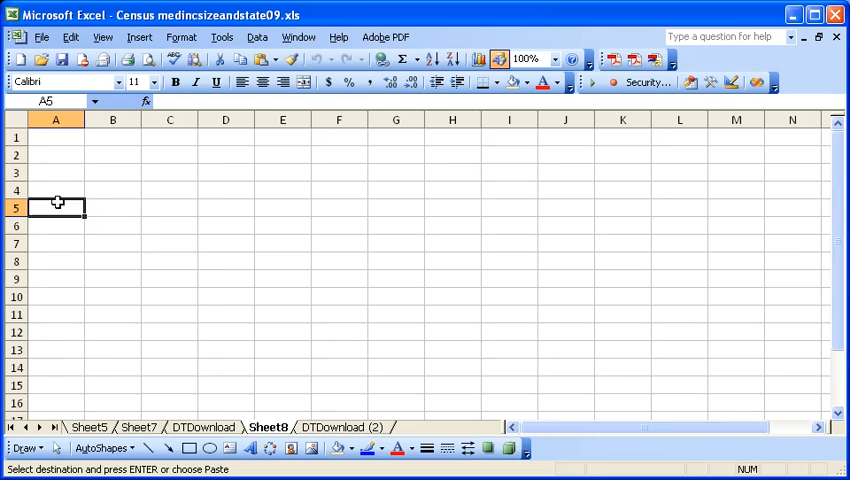 Microsoft Excel - Census medincsizeandstate09.xls
File Edit View Insert Format Tools Data Window Help Adobe PDF Type a question for help
100%
Calibri 11 B I U $ % , Security...
A5 fx
A B C D E F G H I J K L M N
1
2
3
4
5
6
7
8
9
10
11
12
13
14
15
16
Sheet5 Sheet7 DTDownload Sheet8 DTDownload (2)
Draw AutoShapes
Select destination and press ENTER or choose Paste NUM